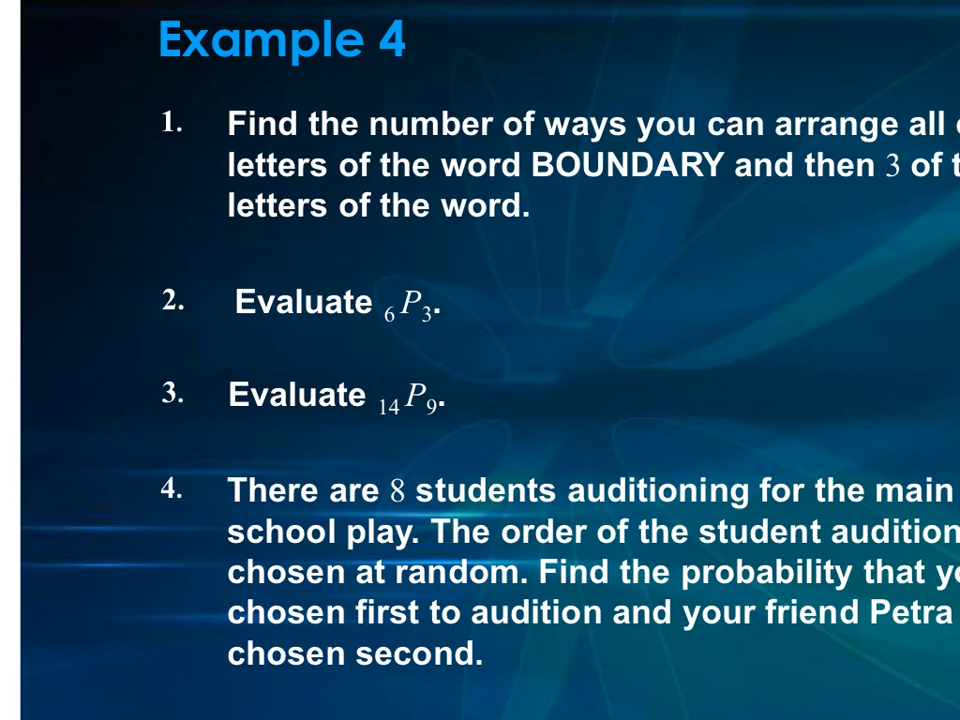 Example 4
1. Find the number of ways you can arrange all
letters of the word BOUNDARY and then 3 of
letters of the word.
2. Evaluate ₆P₃.
3. Evaluate ₁₄P₉.
4. There are 8 students auditioning for the main
school play. The order of the student audition
chosen at random. Find the probability that
chosen first to audition and your friend Petra
chosen second.